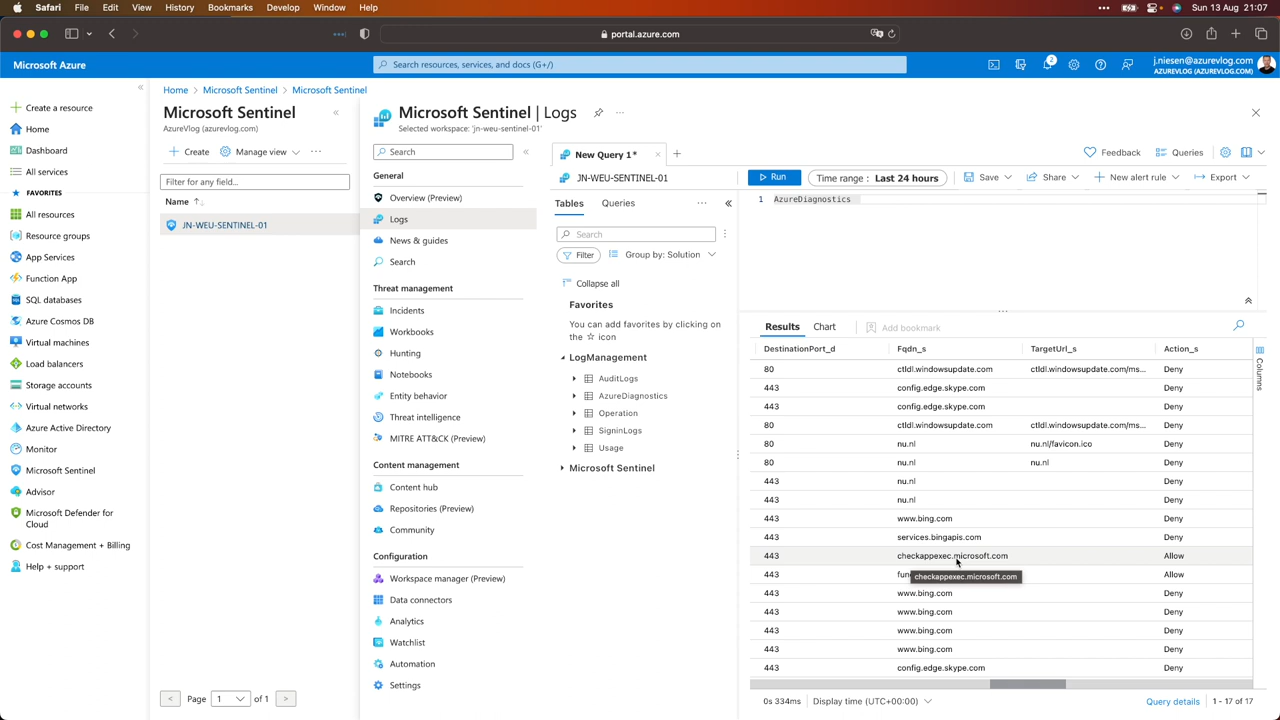 Safari File Edit View History Bookmarks Develop Window Help
Sun 13 Aug 21:07
portal.azure.com
Microsoft Azure
Search resources, services, and docs (G+/)
2
j.niesen@azurevlog.com
AZUREVLOG (AZUREVLOG.COM)
Create a resource
Home
Dashboard
All services
FAVORITES
All resources
Resource groups
App Services
Function App
SQL databases
Azure Cosmos DB
Virtual machines
Load balancers
Storage accounts
Virtual networks
Azure Active Directory
Monitor
Microsoft Sentinel
Advisor
Microsoft Defender for
Cloud
Cost Management + Billing
Help + support
Home > Microsoft Sentinel > Microsoft Sentinel
Microsoft Sentinel
AzureVlog (azurevlog.com)
Create
Manage view
Filter for any field...
Name
JN-WEU-SENTINEL-01
< Page 1 of 1 >
Microsoft Sentinel | Logs
Selected workspace: 'jn-weu-sentinel-01'
Search
General
Overview (Preview)
Logs
News & guides
Search
Threat management
Incidents
Workbooks
Hunting
Notebooks
Entity behavior
Threat intelligence
MITRE ATT&CK (Preview)
Content management
Content hub
Repositories (Preview)
Community
Configuration
Workspace manager (Preview)
Data connectors
Analytics
Watchlist
Automation
Settings
New Query 1*
Feedback
Queries
JN-WEU-SENTINEL-01
Run
Time range : Last 24 hours
Save
Share
New alert rule
Export
Tables
Queries
Search
Filter
Group by: Solution
Collapse all
Favorites
You can add favorites by clicking on
the ☆ icon
LogManagement
AuditLogs
AzureDiagnostics
Operation
SigninLogs
Usage
Microsoft Sentinel
1 AzureDiagnostics
Results
Chart
Add bookmark
DestinationPort_d Fqdn_s TargetUrl_s Action_s
80 ctldl.windowsupdate.com ctldl.windowsupdate.com/ms... Deny
443 config.edge.skype.com Deny
443 config.edge.skype.com Deny
80 ctldl.windowsupdate.com ctldl.windowsupdate.com/ms... Deny
80 nu.nl nu.nl/favicon.ico Deny
80 nu.nl nu.nl Deny
443 nu.nl Deny
443 nu.nl Deny
443 www.bing.com Deny
443 services.bingapis.com Deny
443 checkappexec.microsoft.com Allow
443 Allow
checkappexec.microsoft.com
443 www.bing.com Deny
443 www.bing.com Deny
443 www.bing.com Deny
443 www.bing.com Deny
443 config.edge.skype.com Deny
Columns
0s 334ms
Display time (UTC+00:00)
Query details
1 - 17 of 17